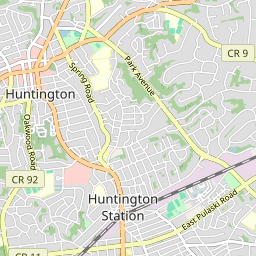 CR 9
Park Avenue
Spring Road
Huntington
Oakwood Road
CR 92
Huntington
Station
East Pulaski Road
CR 11